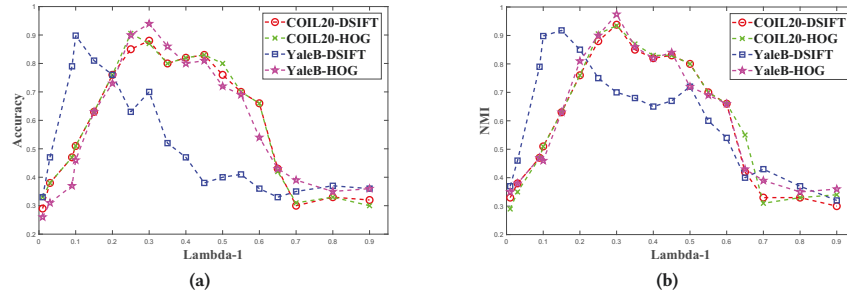 1
0.9
0.8
0.7
0.6
0.5
0.4
0.3
0.2
Accuracy
0 0.1 0.2 0.3 0.4 0.5 0.6 0.7 0.8 0.9
Lambda-1
COIL20-DSIFT
COIL20-HOG
YaleB-DSIFT
YaleB-HOG
(a)
1
0.9
0.8
0.7
0.6
0.5
0.4
0.3
0.2
NMI
0 0.1 0.2 0.3 0.4 0.5 0.6 0.7 0.8 0.9
Lambda-1
COIL20-DSIFT
COIL20-HOG
YaleB-DSIFT
YaleB-HOG
(b)